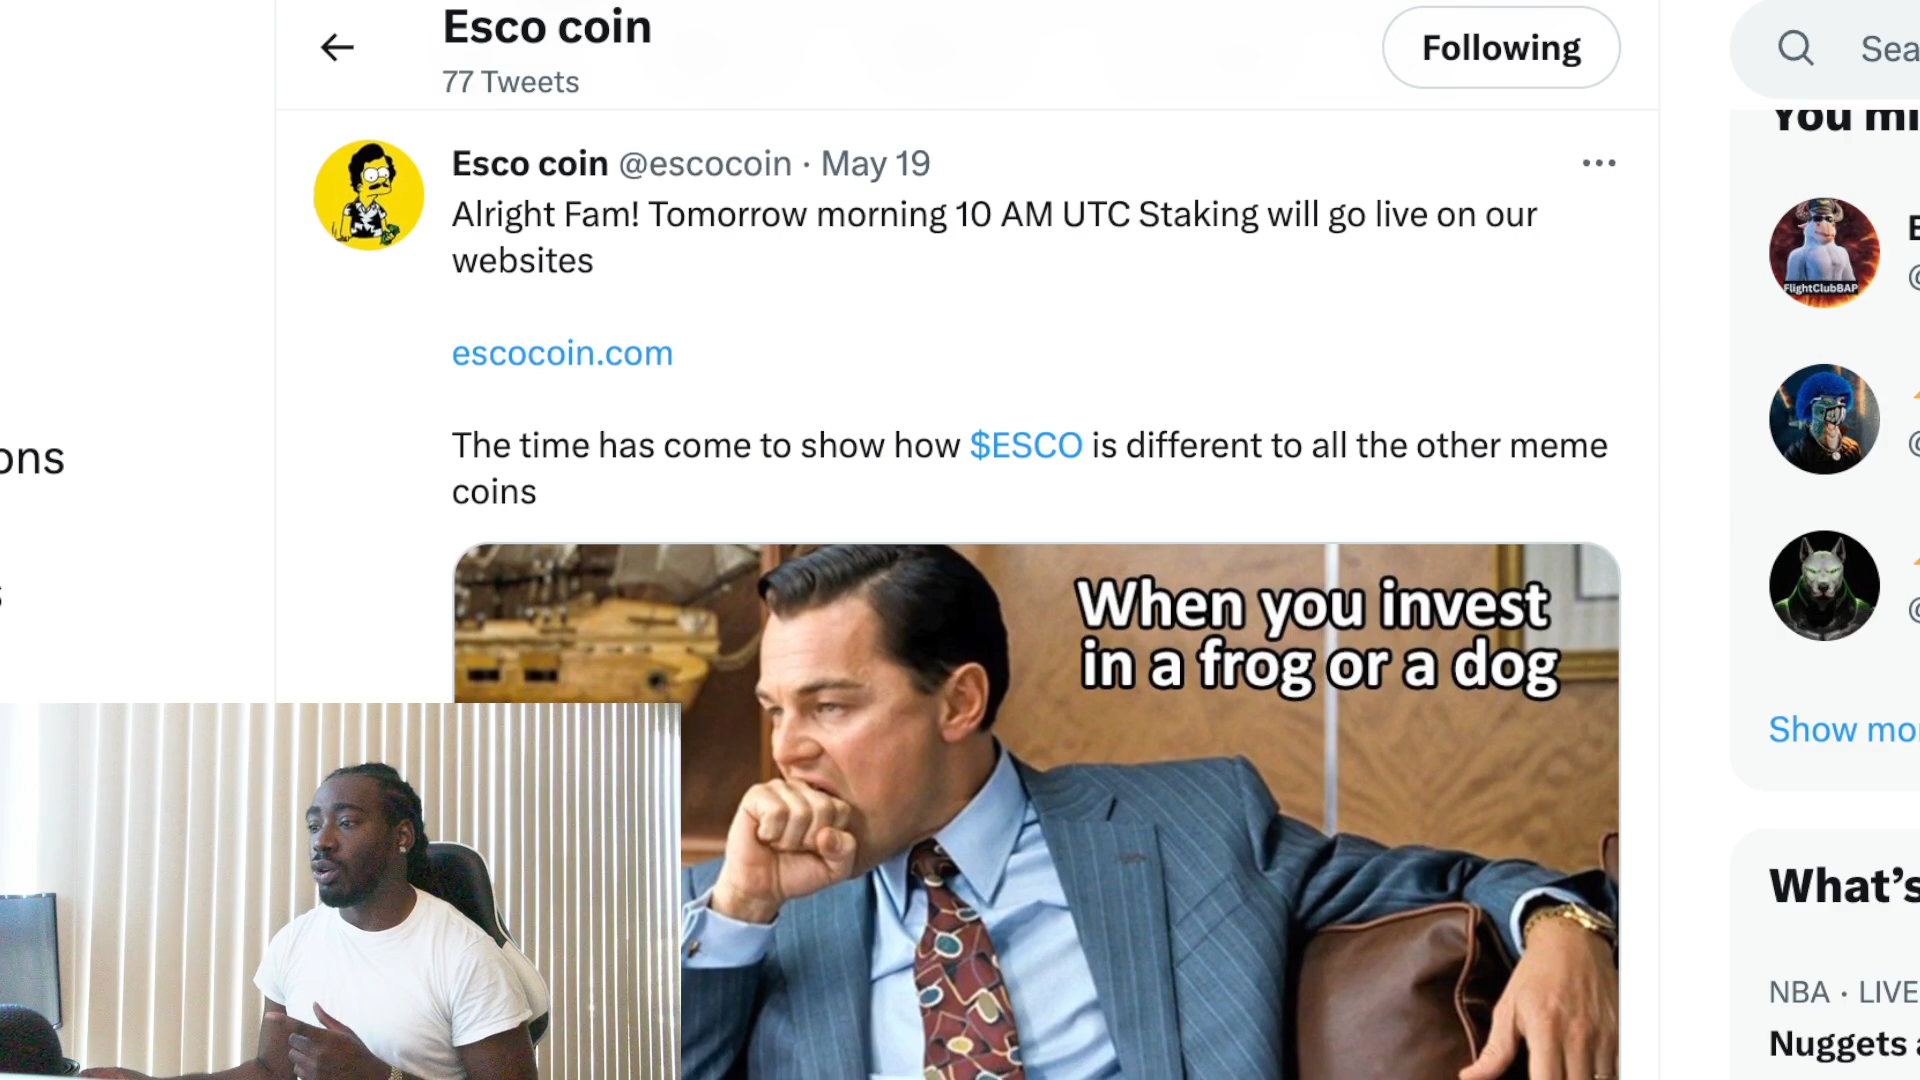 Esco coin
77 Tweets
Following
Esco coin @escocoin · May 19
Alright Fam! Tomorrow morning 10 AM UTC Staking will go live on our
websites
escocoin.com
The time has come to show how $ESCO is different to all the other meme
coins
When you invest
in a frog or a dog
ons
s
Sea
You mi
FlightClubBAP
E
@
@
@
Show mo
What's
NBA · LIVE
Nuggets a